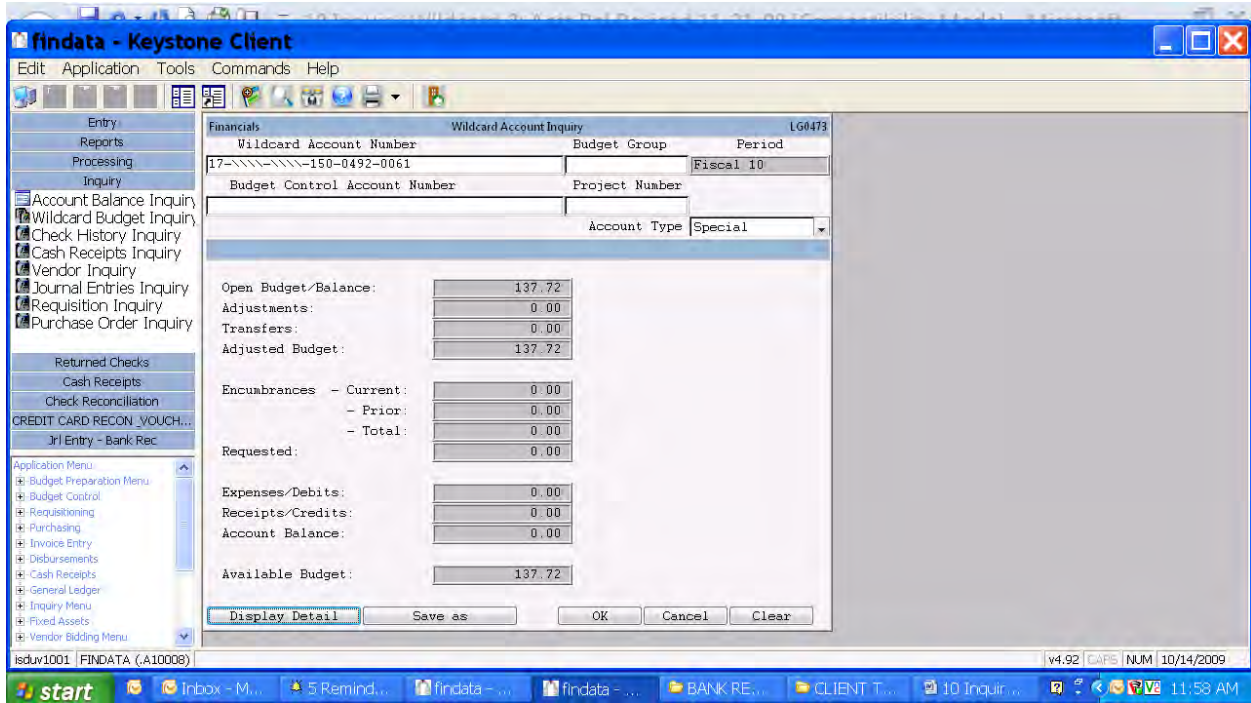 findata - Keystone Client
Edit Application Tools Commands Help
Entry
Reports
Processing
Inquiry
Account Balance Inquiry
Wildcard Budget Inquiry
Check History Inquiry
Cash Receipts Inquiry
Vendor Inquiry
Journal Entries Inquiry
Requisition Inquiry
Purchase Order Inquiry
Returned Checks
Cash Receipts
Check Reconciliation
CREDIT CARD RECON _VOUCH...
Jrl Entry - Bank Rec
Application Menu
Budget Preparation Menu
Budget Control
Requisitioning
Purchasing
Invoice Entry
Disbursements
Cash Receipts
General Ledger
Inquiry Menu
Fixed Assets
Vendor Bidding Menu
Financials Wildcard Account Inquiry LG0473
Wildcard Account Number Budget Group Period
17-\\\\-\\\\-150-0492-0061 Fiscal 10
Budget Control Account Number Project Number
Account Type Special
Open Budget/Balance: 137.72
Adjustments: 0.00
Transfers: 0.00
Adjusted Budget: 137.72
Encumbrances - Current: 0.00
- Prior: 0.00
- Total: 0.00
Requested: 0.00
Expenses/Debits: 0.00
Receipts/Credits: 0.00
Account Balance: 0.00
Available Budget: 137.72
Display Detail Save as OK Cancel Clear
isduv1001 FINDATA (.A10008) v4.92 CAPS NUM 10/14/2009
start Inbox - M... 5 Remind... findata - ... findata - ... BANK RE... CLIENT T... 10 Inquir... 11:58 AM